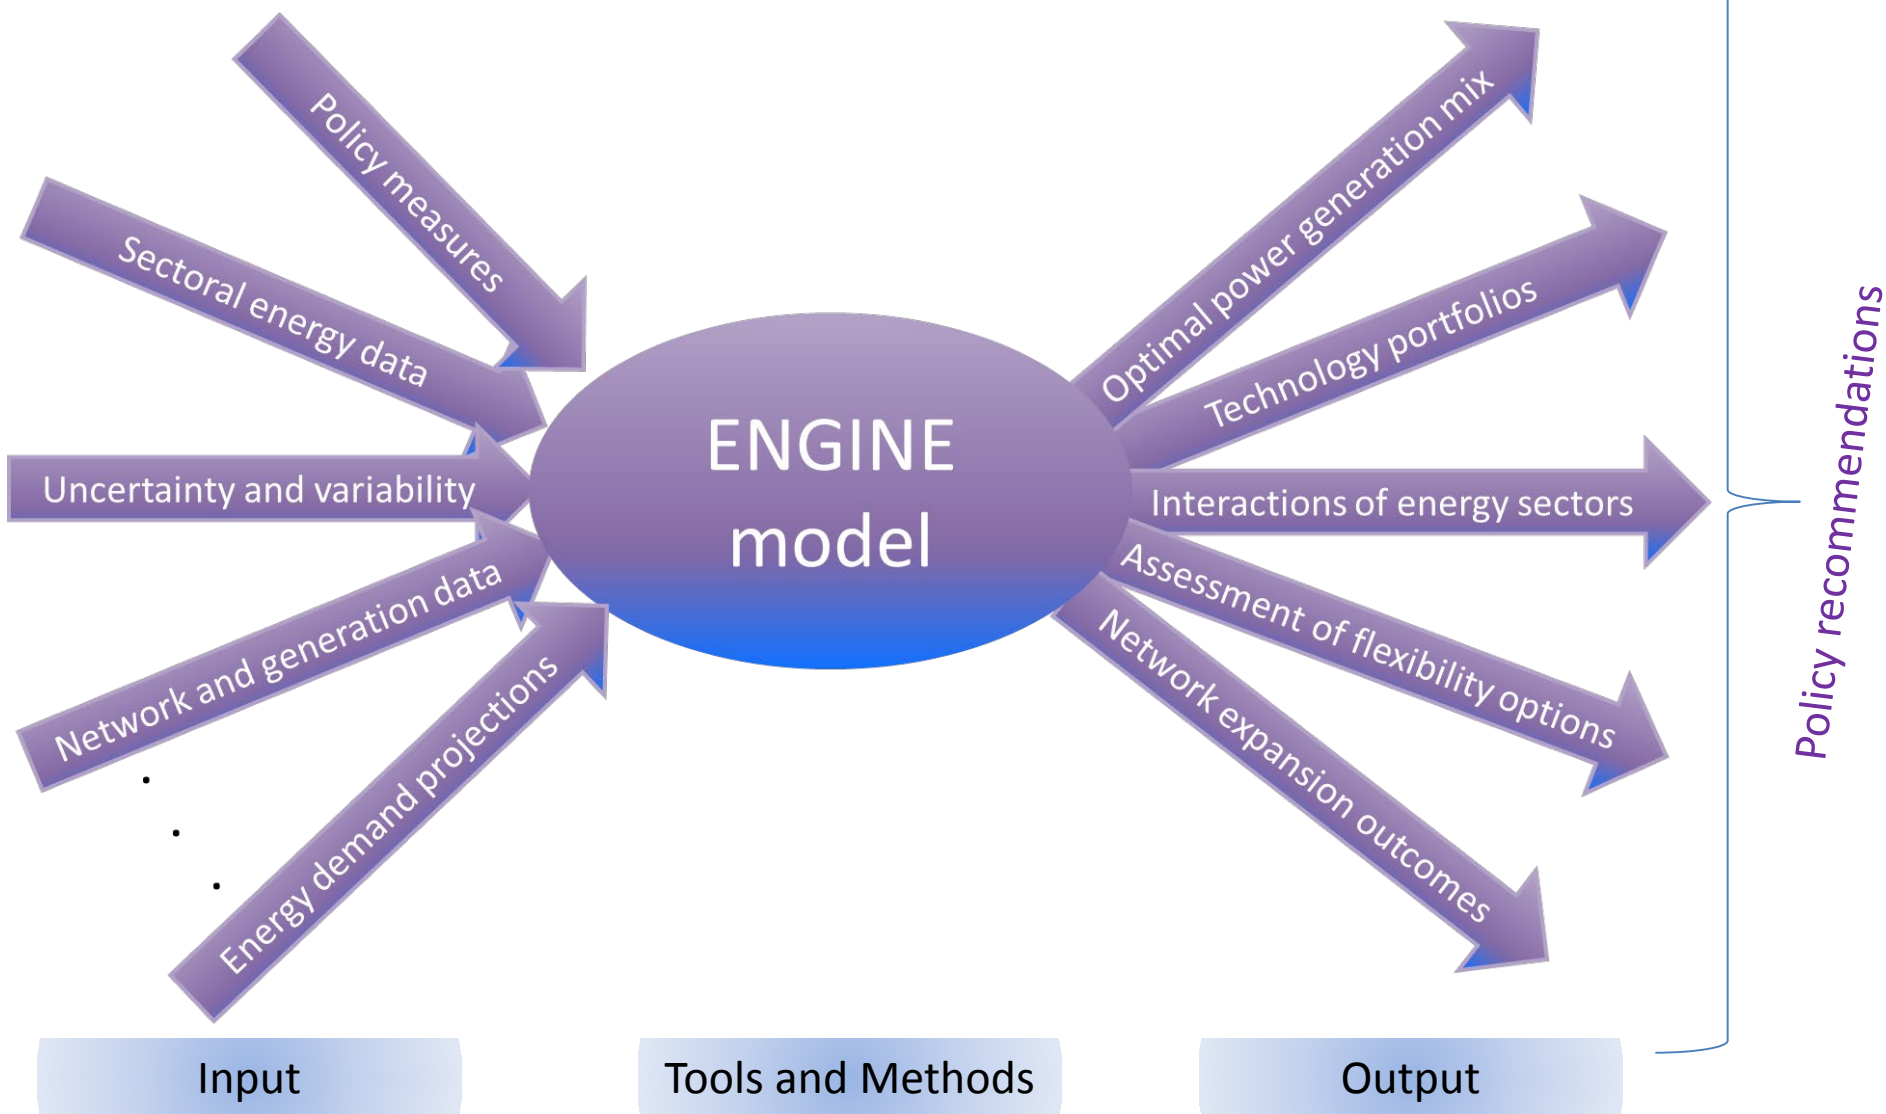 Policy measures
Sectoral energy data
Uncertainty and variability
Network and generation data
Energy demand projections
ENGINE
model
Optimal power generation mix
Technology portfolios
Interactions of energy sectors
Assessment of flexibility options
Network expansion outcomes
Policy recommendations
Input
Tools and Methods
Output